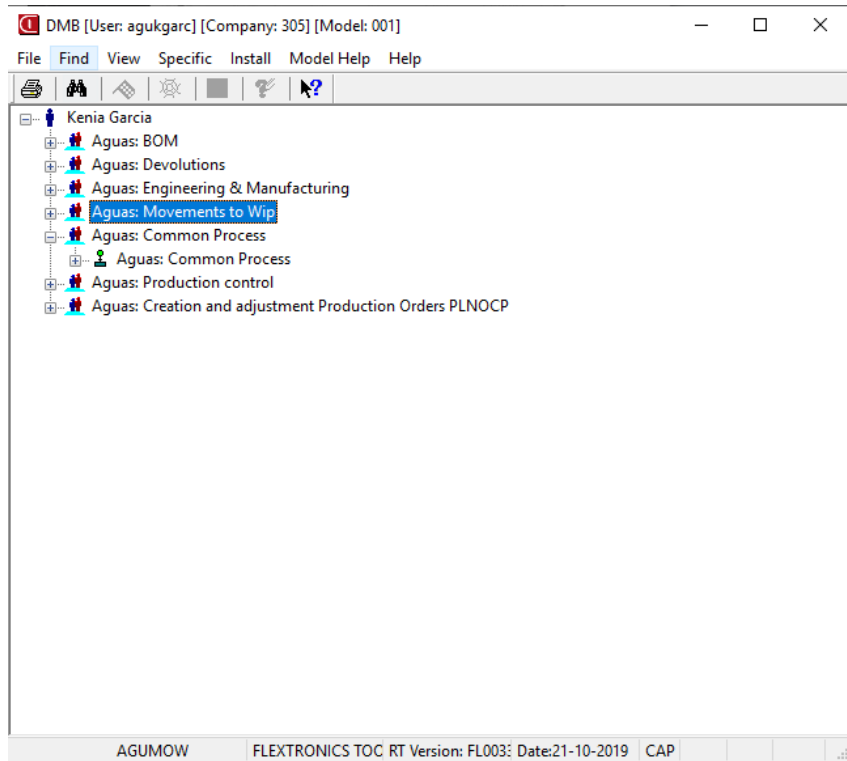 DMB [User: agukgarc] [Company: 305] [Model: 001]
File Find View Specific Install Model Help Help
Kenia Garcia
Aguas: BOM
Aguas: Devolutions
Aguas: Engineering & Manufacturing
Aguas: Movements to Wip
Aguas: Common Process
Aguas: Common Process
Aguas: Production control
Aguas: Creation and adjustment Production Orders PLNOCP
AGUMOW FLEXTRONICS TOC RT Version: FL003 Date:21-10-2019 CAP